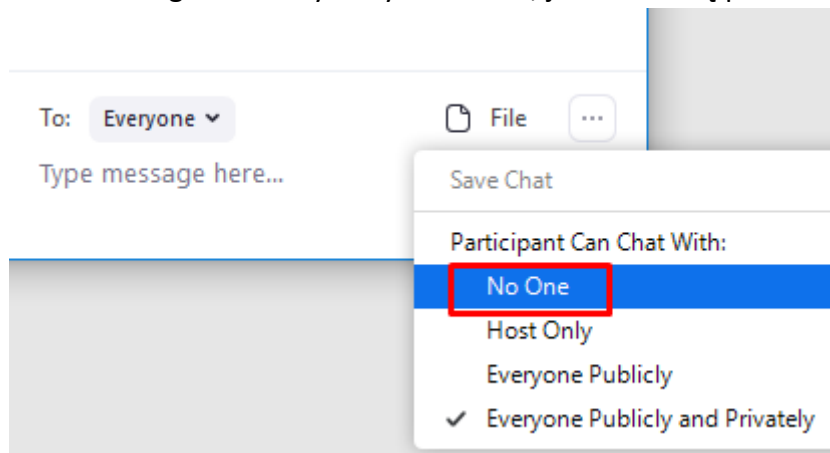 To: Everyone File ...
Type message here...
Save Chat
Participant Can Chat With:
No One
Host Only
Everyone Publicly
✓ Everyone Publicly and Privately